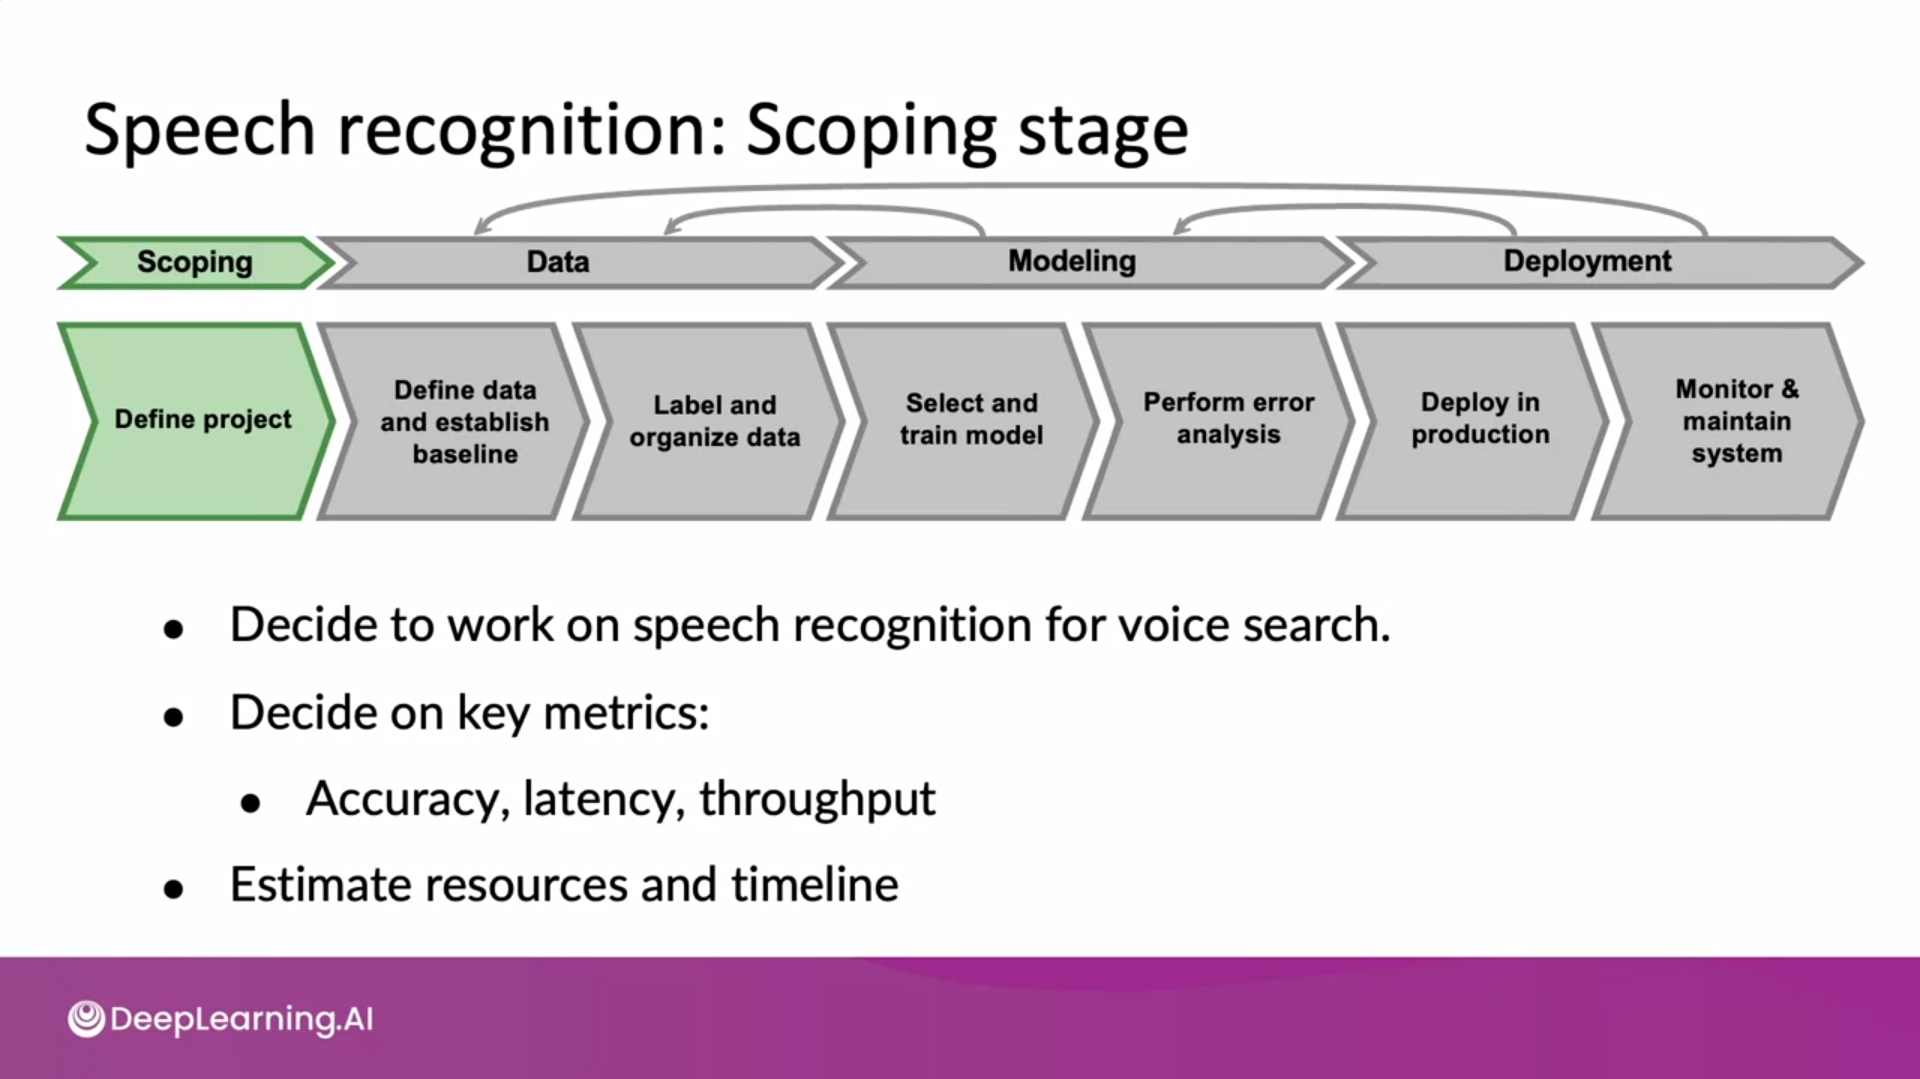 Speech recognition: Scoping stage
Scoping
Data
Modeling
Deployment
Define project
Define data
and establish
baseline
Label and
organize data
Select and
train model
Perform error
analysis
Deploy in
production
Monitor &
maintain
system
● Decide to work on speech recognition for voice search.
● Decide on key metrics:
● Accuracy, latency, throughput
● Estimate resources and timeline
DeepLearning.AI